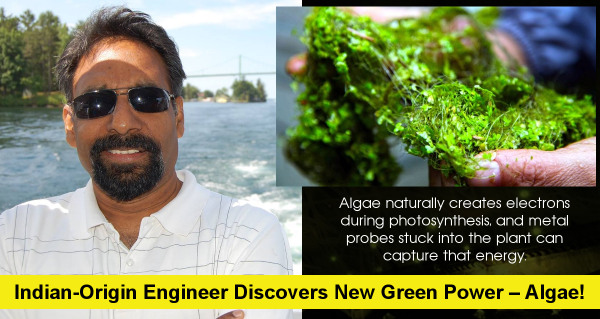 Algae naturally creates electrons
during photosynthesis, and metal
probes stuck into the plant can
capture that energy.
Indian-Origin Engineer Discovers New Green Power – Algae!